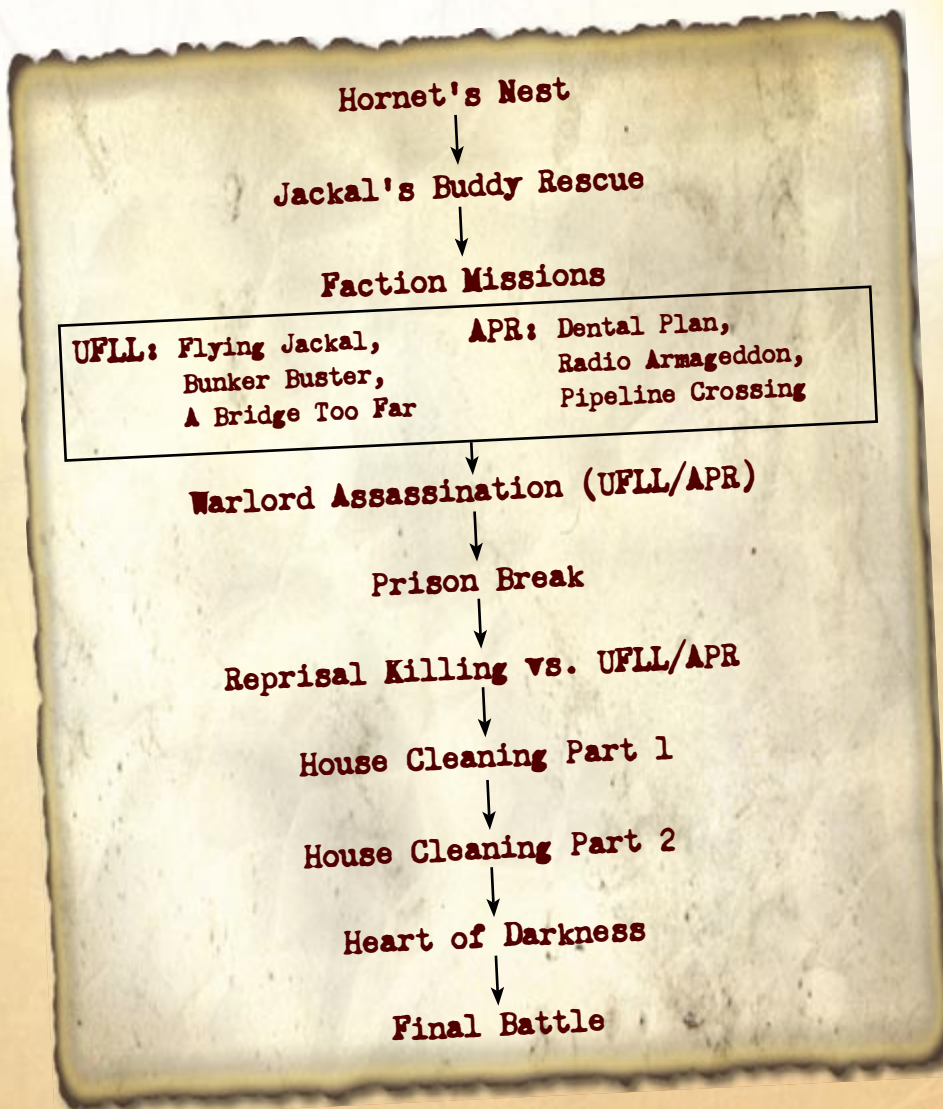 Hornet's Nest
Jackal's Buddy Rescue
Faction Missions
UFLL: Flying Jackal,
Bunker Buster,
A Bridge Too Far
APR: Dental Plan,
Radio Armageddon,
Pipeline Crossing
Warlord Assassination (UFLL/APR)
Prison Break
Reprisal Killing vs. UFLL/APR
House Cleaning Part 1
House Cleaning Part 2
Heart of Darkness
Final Battle